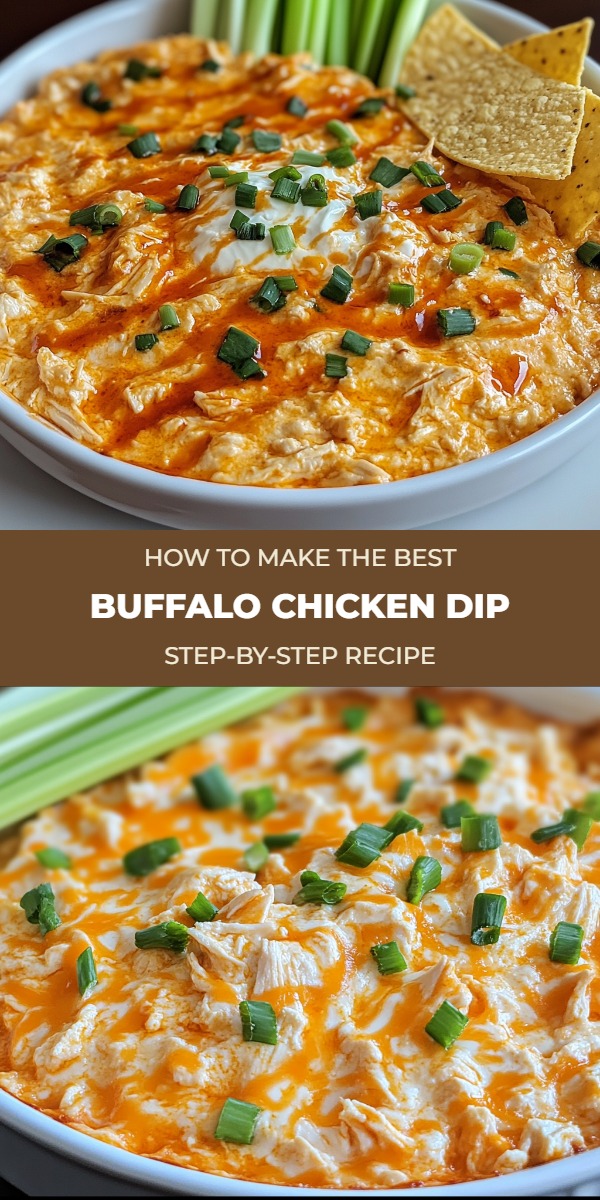 HOW TO MAKE THE BEST
BUFFALO CHICKEN DIP
STEP-BY-STEP RECIPE